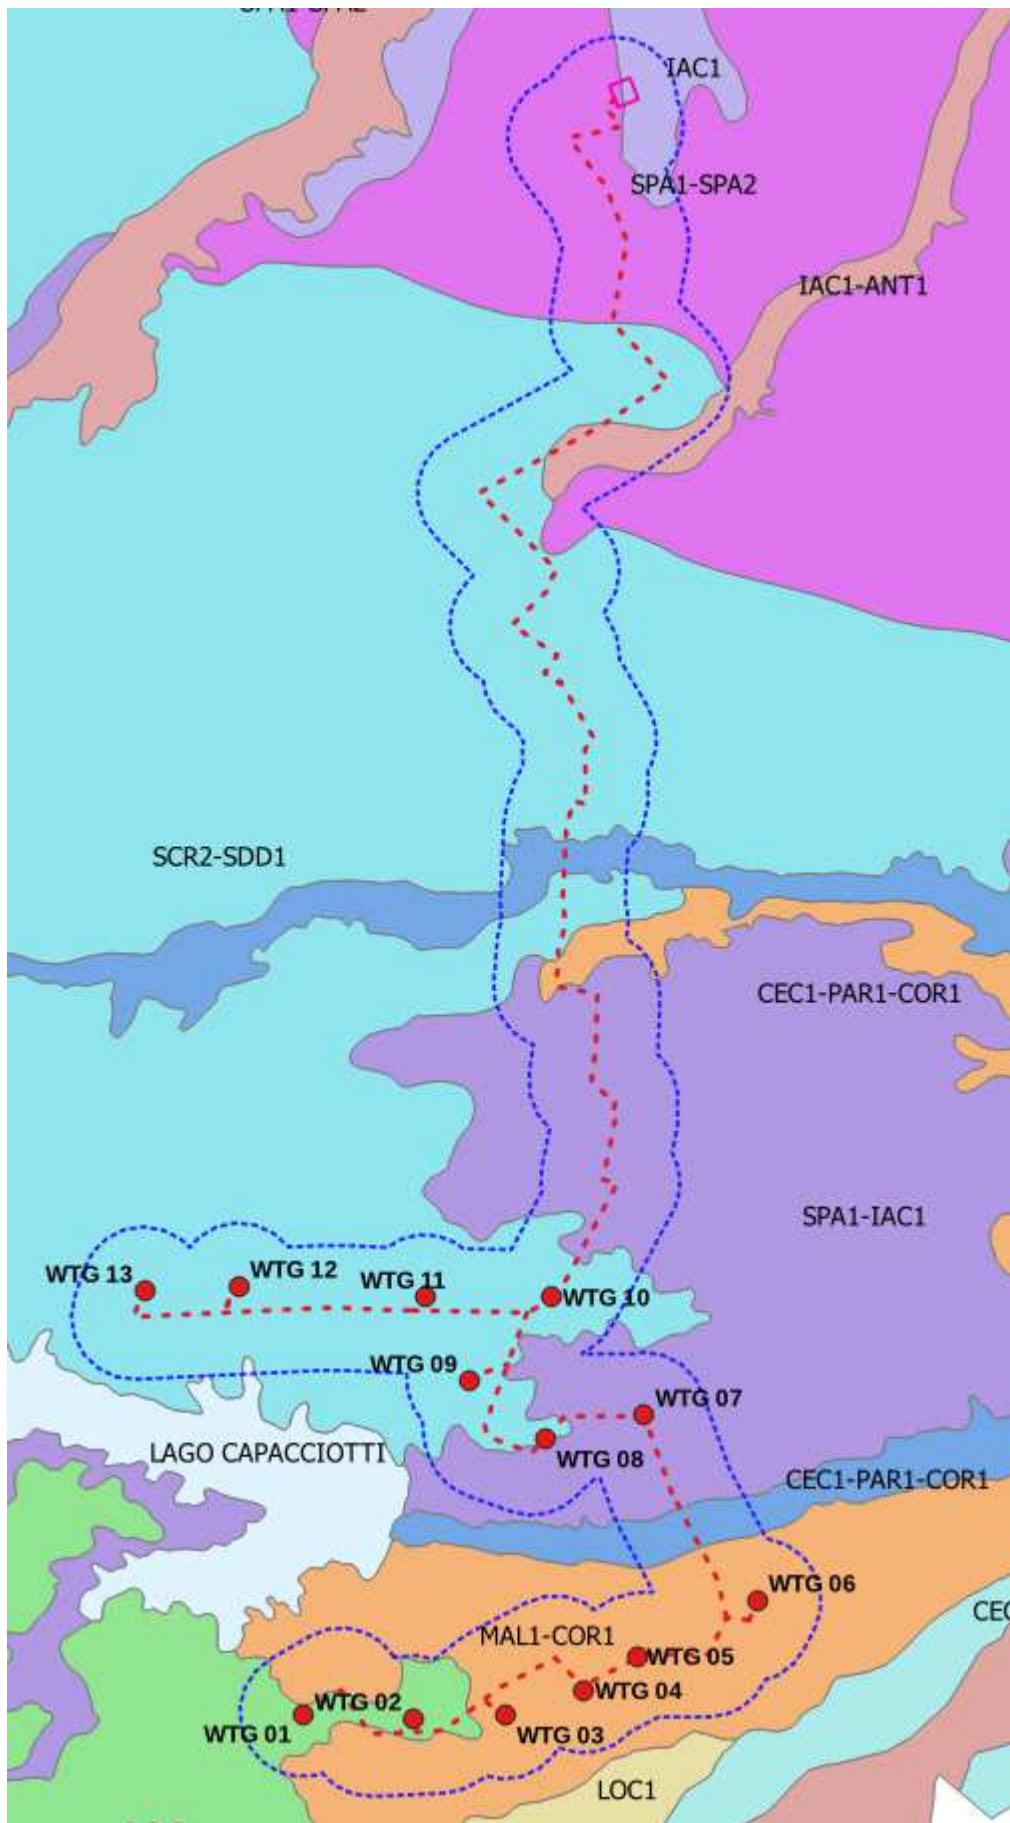 IAC1
SPA1-SPA2
IAC1-ANT1
SCR2-SDD1
CEC1-PAR1-COR1
SPA1-IAC1
WTG 13
WTG 12
WTG 11
WTG 10
WTG 09
WTG 07
LAGO CAPACCIOTTI
WTG 08
CEC1-PAR1-COR1
WTG 06
CEC
MAL1-COR1
WTG 05
WTG 04
WTG 02
WTG 01
WTG 03
LOC1